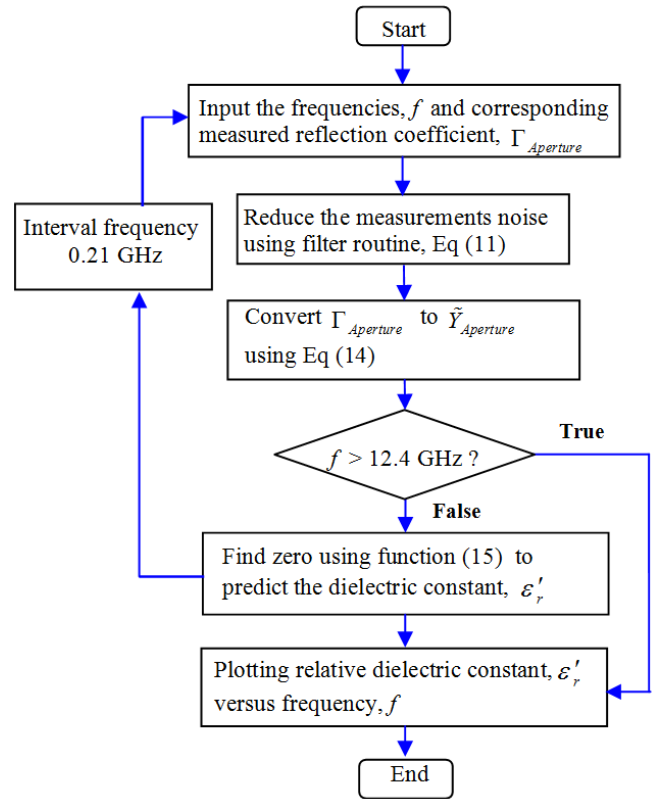 Start
Input the frequencies, f and corresponding
measured reflection coefficient, Γ_Aperture
Interval frequency
0.21 GHz
Reduce the measurements noise
using filter routine, Eq (11)
Convert Γ_Aperture to Ỹ_Aperture
using Eq (14)
f > 12.4 GHz ?
True
False
Find zero using function (15) to
predict the dielectric constant, ε′_r
Plotting relative dielectric constant, ε′_r
versus frequency, f
End